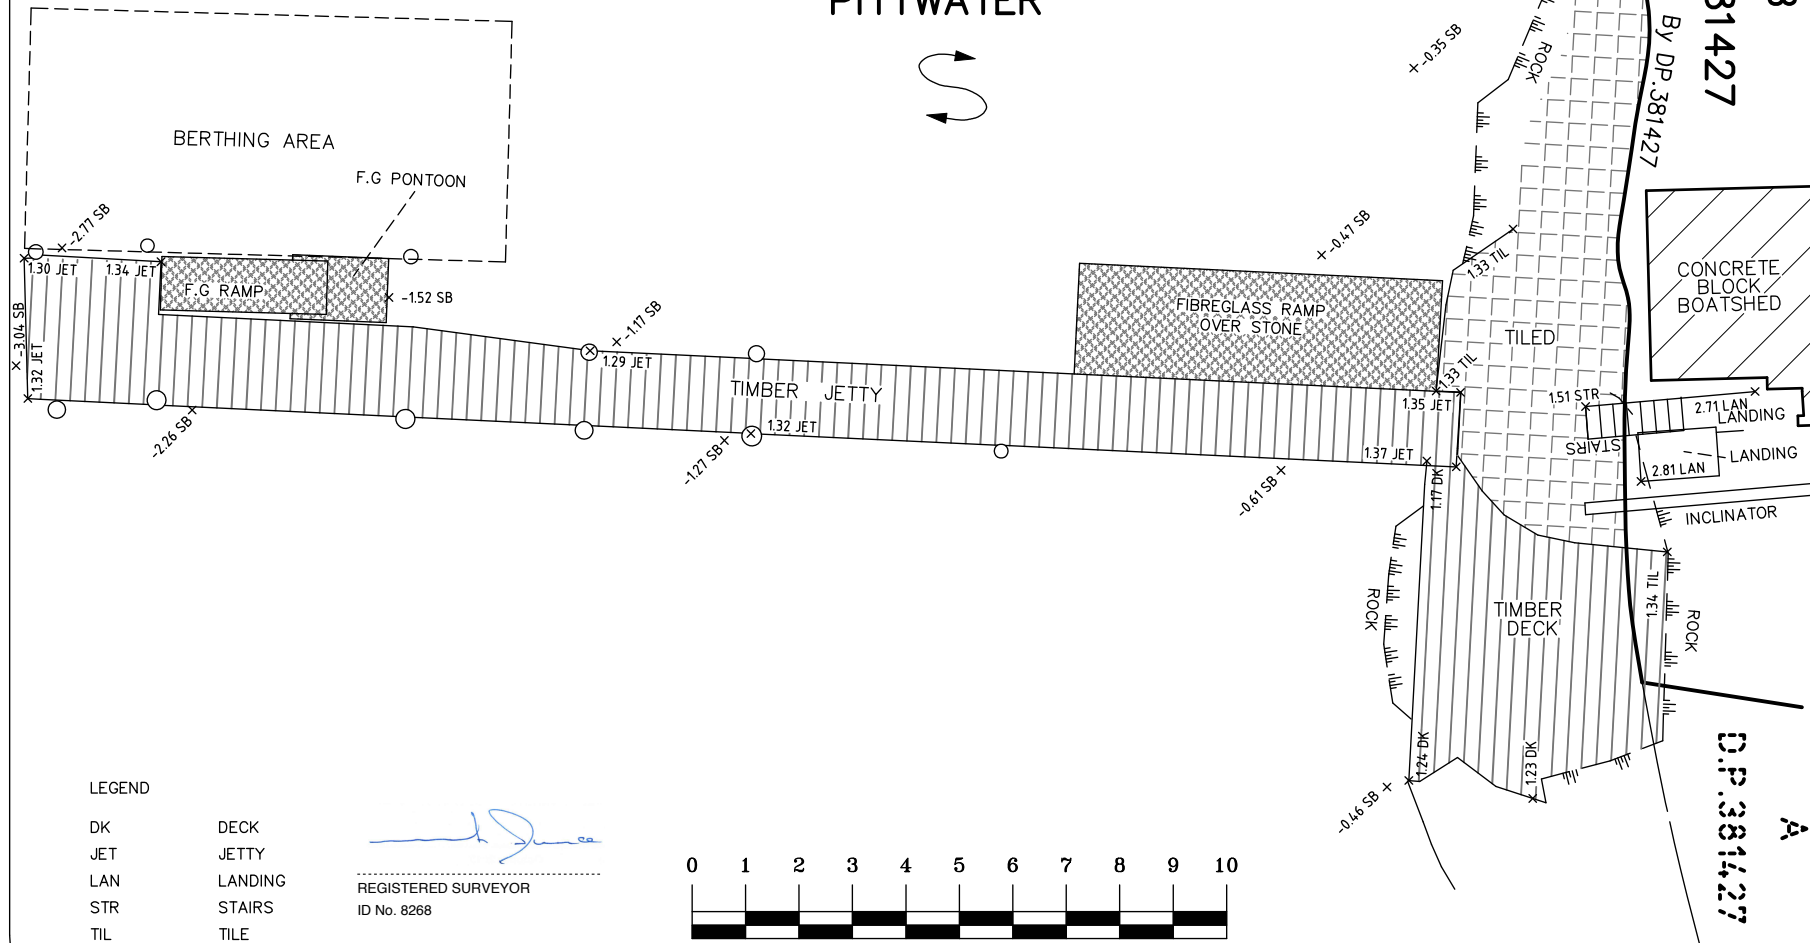 PITTWATER
B
381427
By DP.381427
-0.35 SB
ROCK
BERTHING AREA
F.G PONTOON
-2.77 SB
1.30 JET
1.34 JET
F.G RAMP
-1.52 SB
-3.04 SB
1.32 JET
-1.17 SB
1.29 JET
-0.47 SB
1.33 TIL
FIBREGLASS RAMP
OVER STONE
TILED
CONCRETE
BLOCK
BOATSHED
TIMBER JETTY
1.33 TIL
1.35 JET
1.51 STR
2.71 LAN
LANDING
STAIRS
LANDING
2.81 LAN
INCLINATOR
-2.26 SB
-1.27 SB
1.32 JET
-0.61 SB
1.37 JET
1.17 DK
ROCK
1.34 TIL
TIMBER
DECK
ROCK
1.24 DK
1.23 DK
-0.46 SB
D.P.381427
A
LEGEND
DK DECK
JET JETTY
LAN LANDING
STR STAIRS
TIL TILE
REGISTERED SURVEYOR
ID No. 8268
0 1 2 3 4 5 6 7 8 9 10